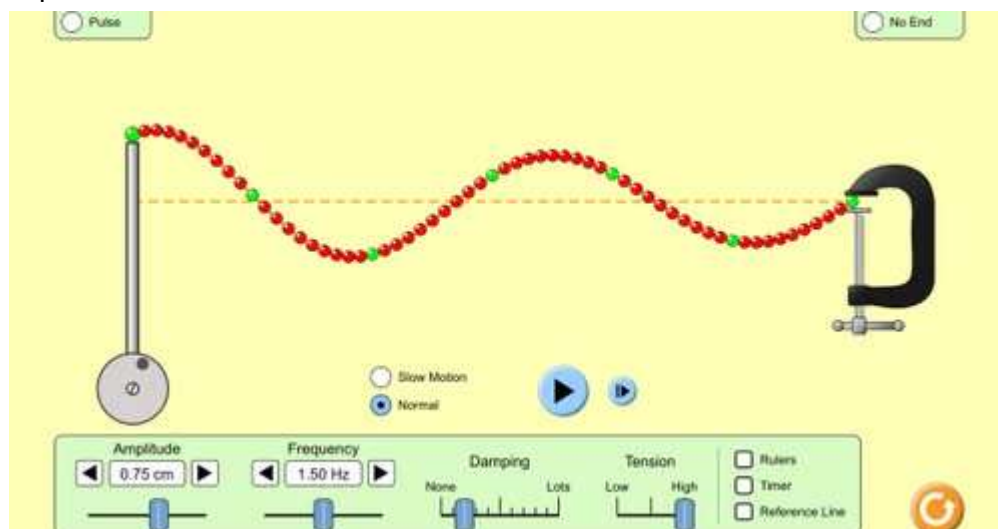 Pulse
No End
Slow Motion
Normal
Amplitude
0.75 cm
Frequency
1.50 Hz
Damping
None
Lots
Tension
Low
High
Rulers
Timer
Reference Line